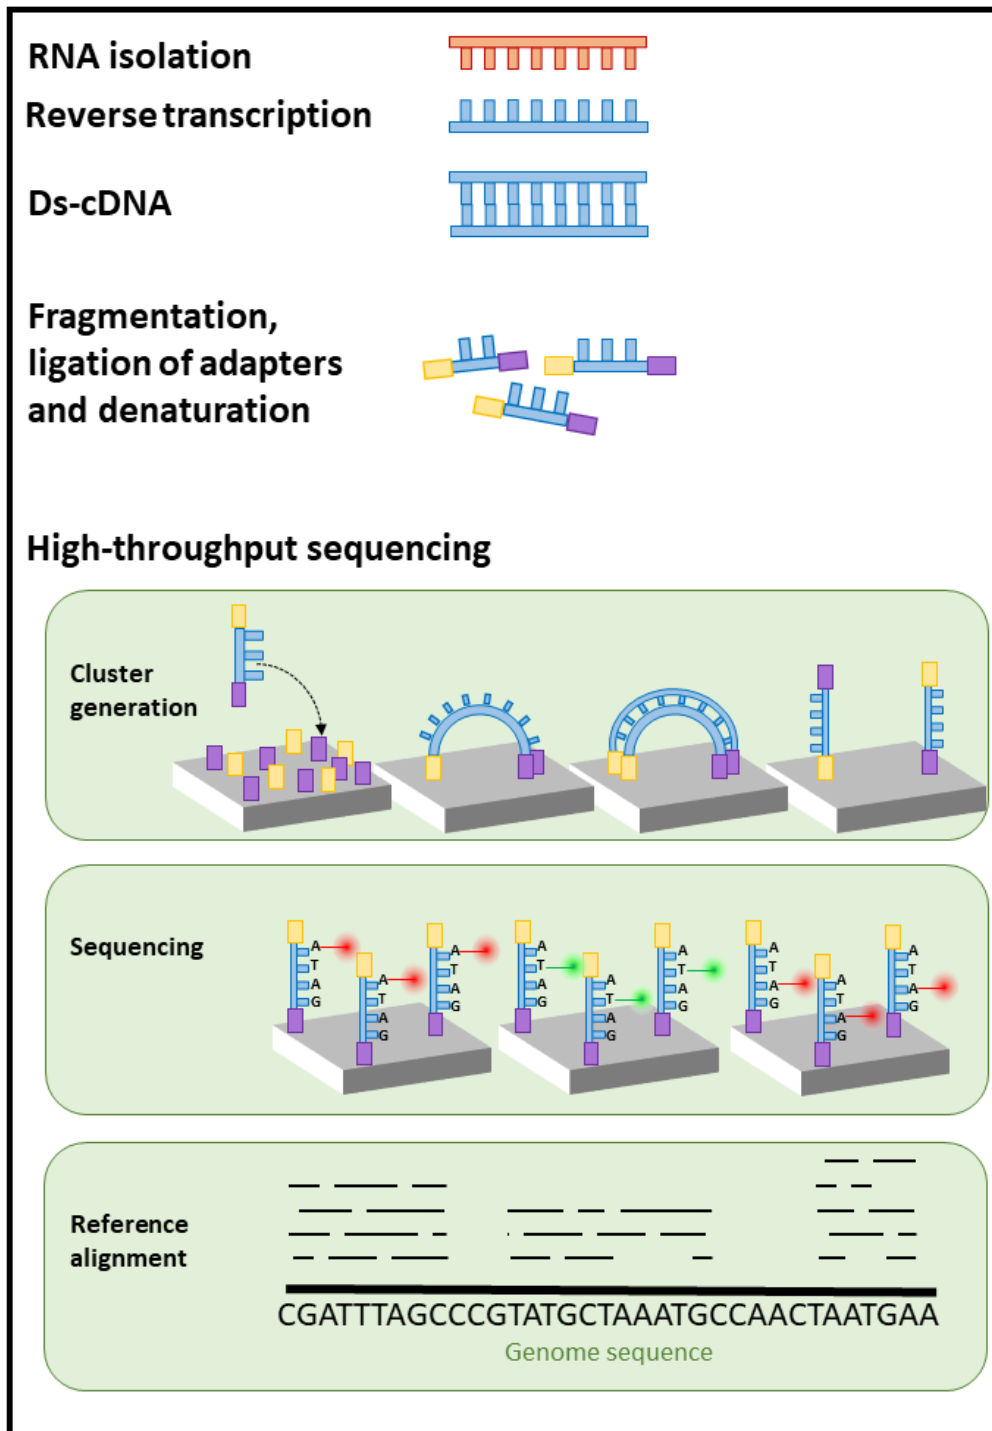 RNA isolation
Reverse transcription
Ds-cDNA
Fragmentation,
ligation of adapters
and denaturation
High-throughput sequencing
Cluster
generation
Sequencing
A
T
A
G
A
T
A
G
A
T
A
G
A
T
A
G
A
T
A
G
A
T
A
G
A
T
A
G
A
T
A
G
A
T
A
G
Reference
alignment
CGATTTAGCCCGTATGCTAAATGCCAACTAATGAA
Genome sequence